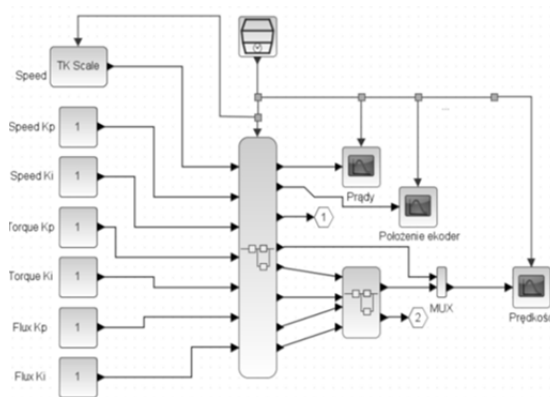 TK Scale
Speed
Speed Kp
1
Speed Ki
1
Torque Kp
1
Torque Ki
1
Flux Kp
1
Flux Ki
1
Prądy
Położenie ekoder
1
MUX
2
Prędkość